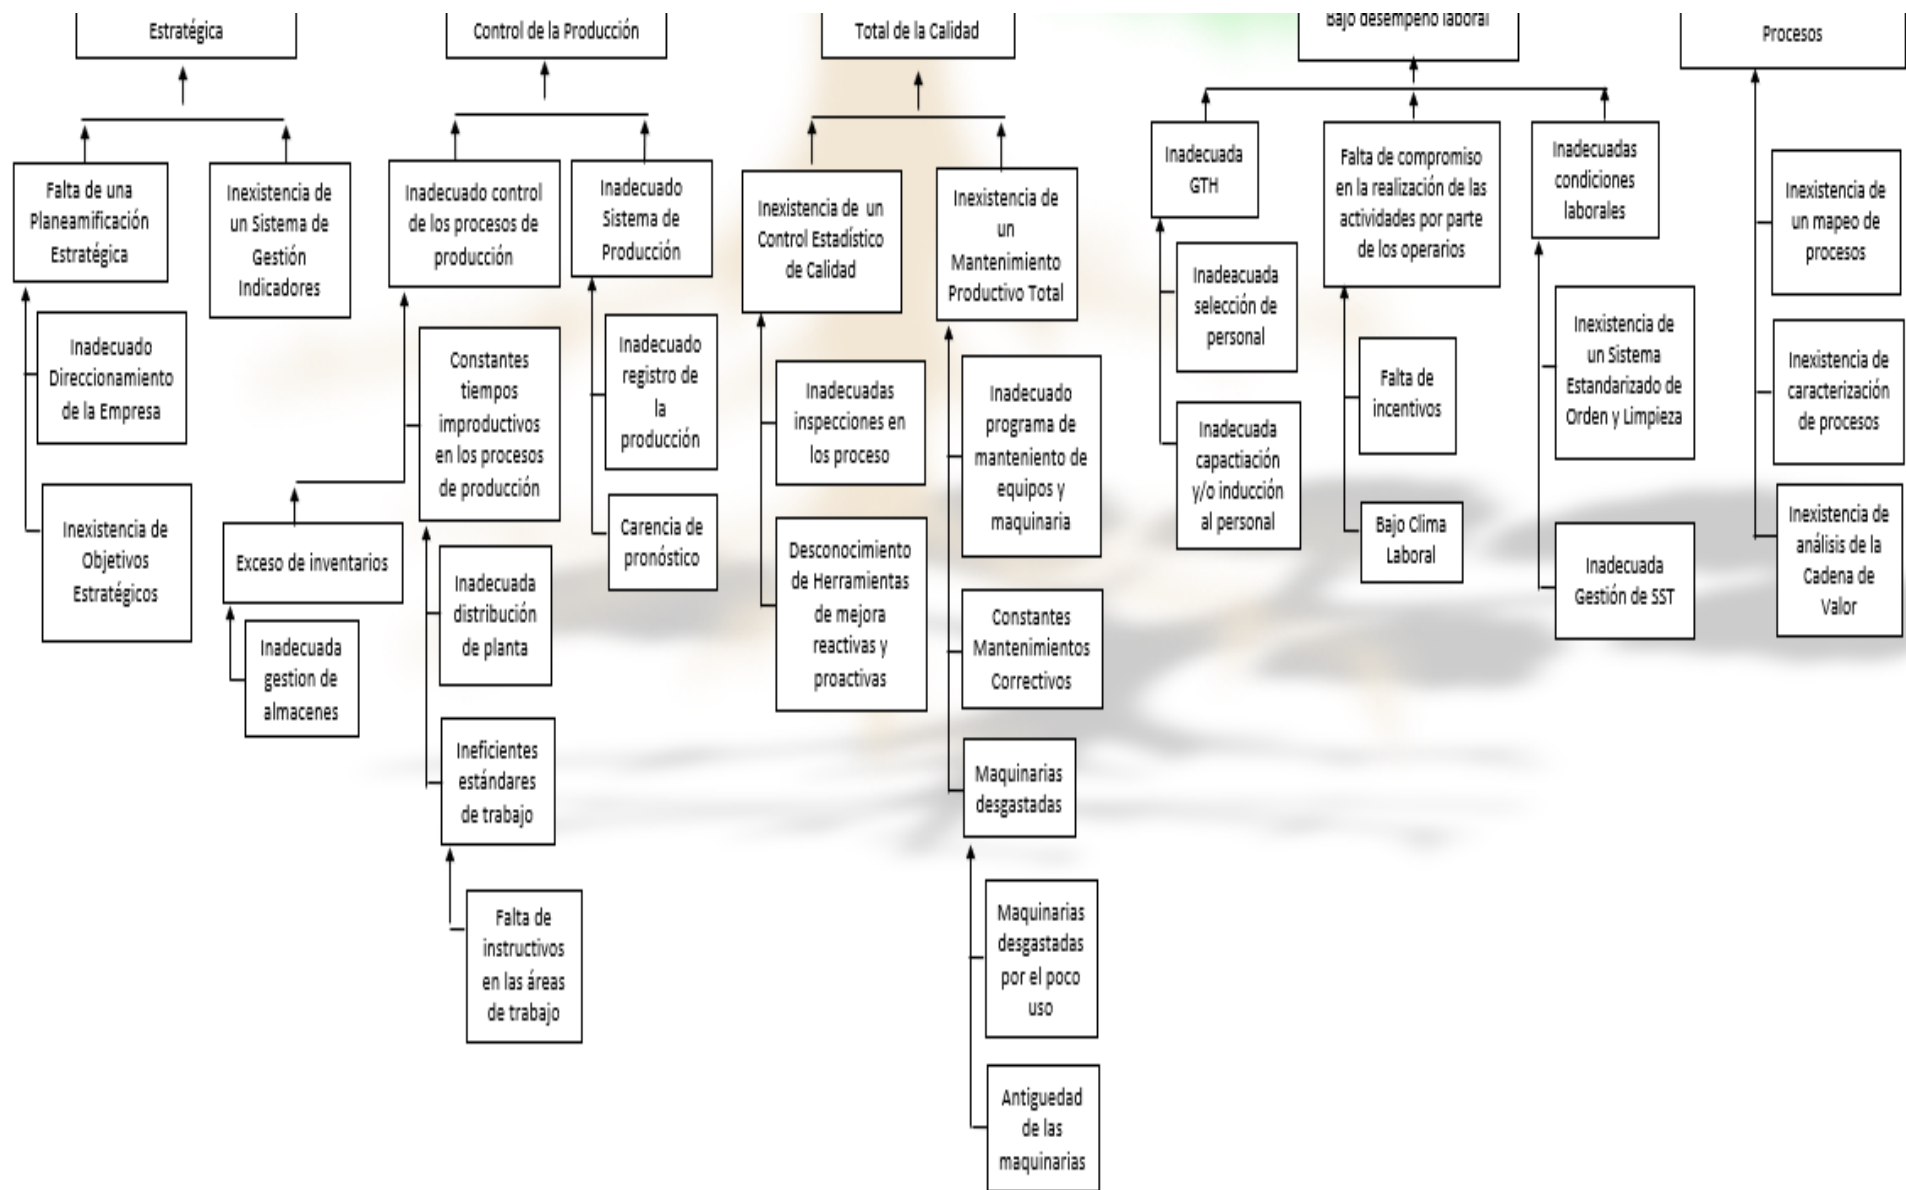 Estratégica
Control de la Producción
Total de la Calidad
Bajo desempeño laboral
Procesos
Falta de una
Planeamificación
Estratégica
Inadecuado
Direccionamiento
de la Empresa
Inexistencia de
Objetivos
Estratégicos
Inexistencia de
un Sistema de
Gestión
Indicadores
Inadecuado control
de los procesos de
producción
Exceso de inventarios
Inadecuada
gestion de
almacenes
Constantes
tiempos
improductivos
en los procesos
de producción
Inadecuada
distribución
de planta
Ineficientes
estándares
de trabajo
Falta de
instructivos
en las áreas
de trabajo
Inadecuado
Sistema de
Producción
Inadecuado
registro de
la
producción
Carencia de
pronóstico
Inexistencia de un
Control Estadístico
de Calidad
Inadecuadas
inspecciones en
los proceso
Desconocimiento
de Herramientas
de mejora
reactivas y
proactivas
Inexistencia de
un
Mantenimiento
Productivo Total
Inadecuado
programa de
manteniento de
equipos y
maquinaria
Constantes
Mantenimientos
Correctivos
Maquinarias
desgastadas
Maquinarias
desgastadas
por el poco
uso
Antiguedad
de las
maquinarias
Inadecuada
GTH
Inadeacuada
selección de
personal
Inadecuada
capactiación
y/o inducción
al personal
Falta de compromiso
en la realización de las
actividades por parte
de los operarios
Falta de
incentivos
Bajo Clima
Laboral
Inadecuadas
condiciones
laborales
Inexistencia de
un Sistema
Estandarizado de
Orden y Limpieza
Inadecuada
Gestión de SST
Inexistencia de
un mapeo de
procesos
Inexistencia de
caracterización
de procesos
Inexistencia de
análisis de la
Cadena de
Valor